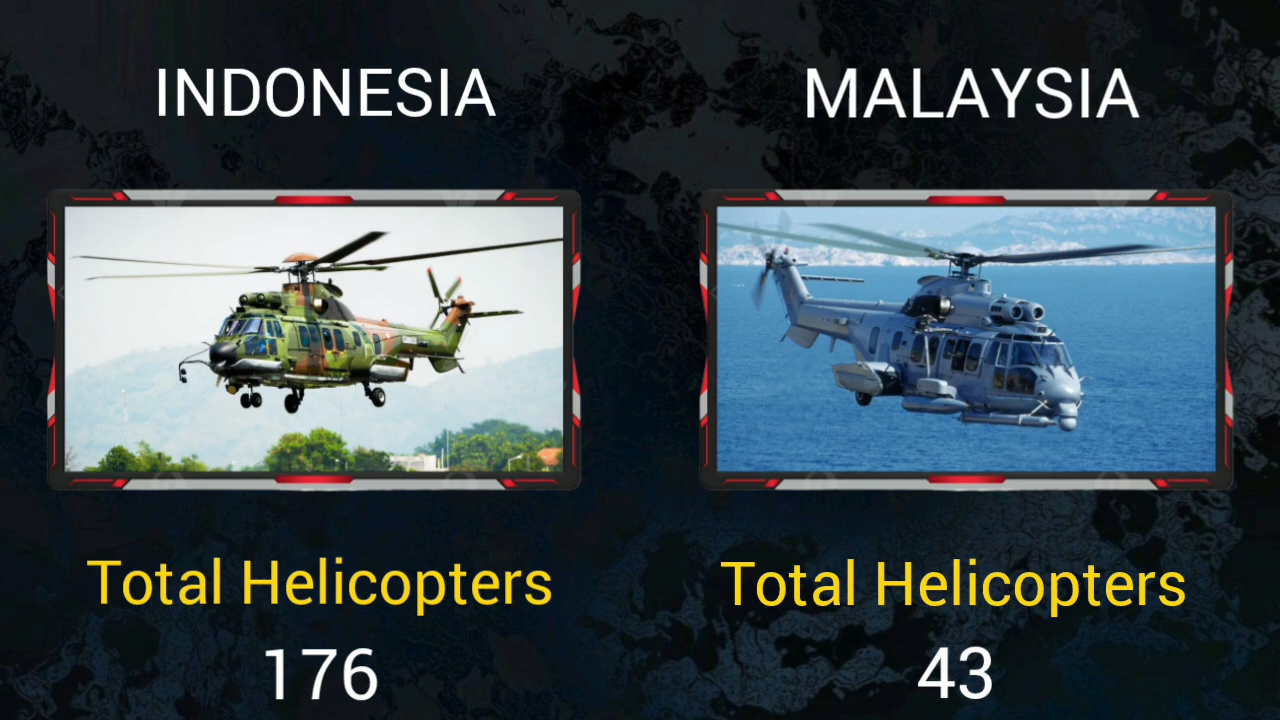 INDONESIA
MALAYSIA
Total Helicopters
176
Total Helicopters
43